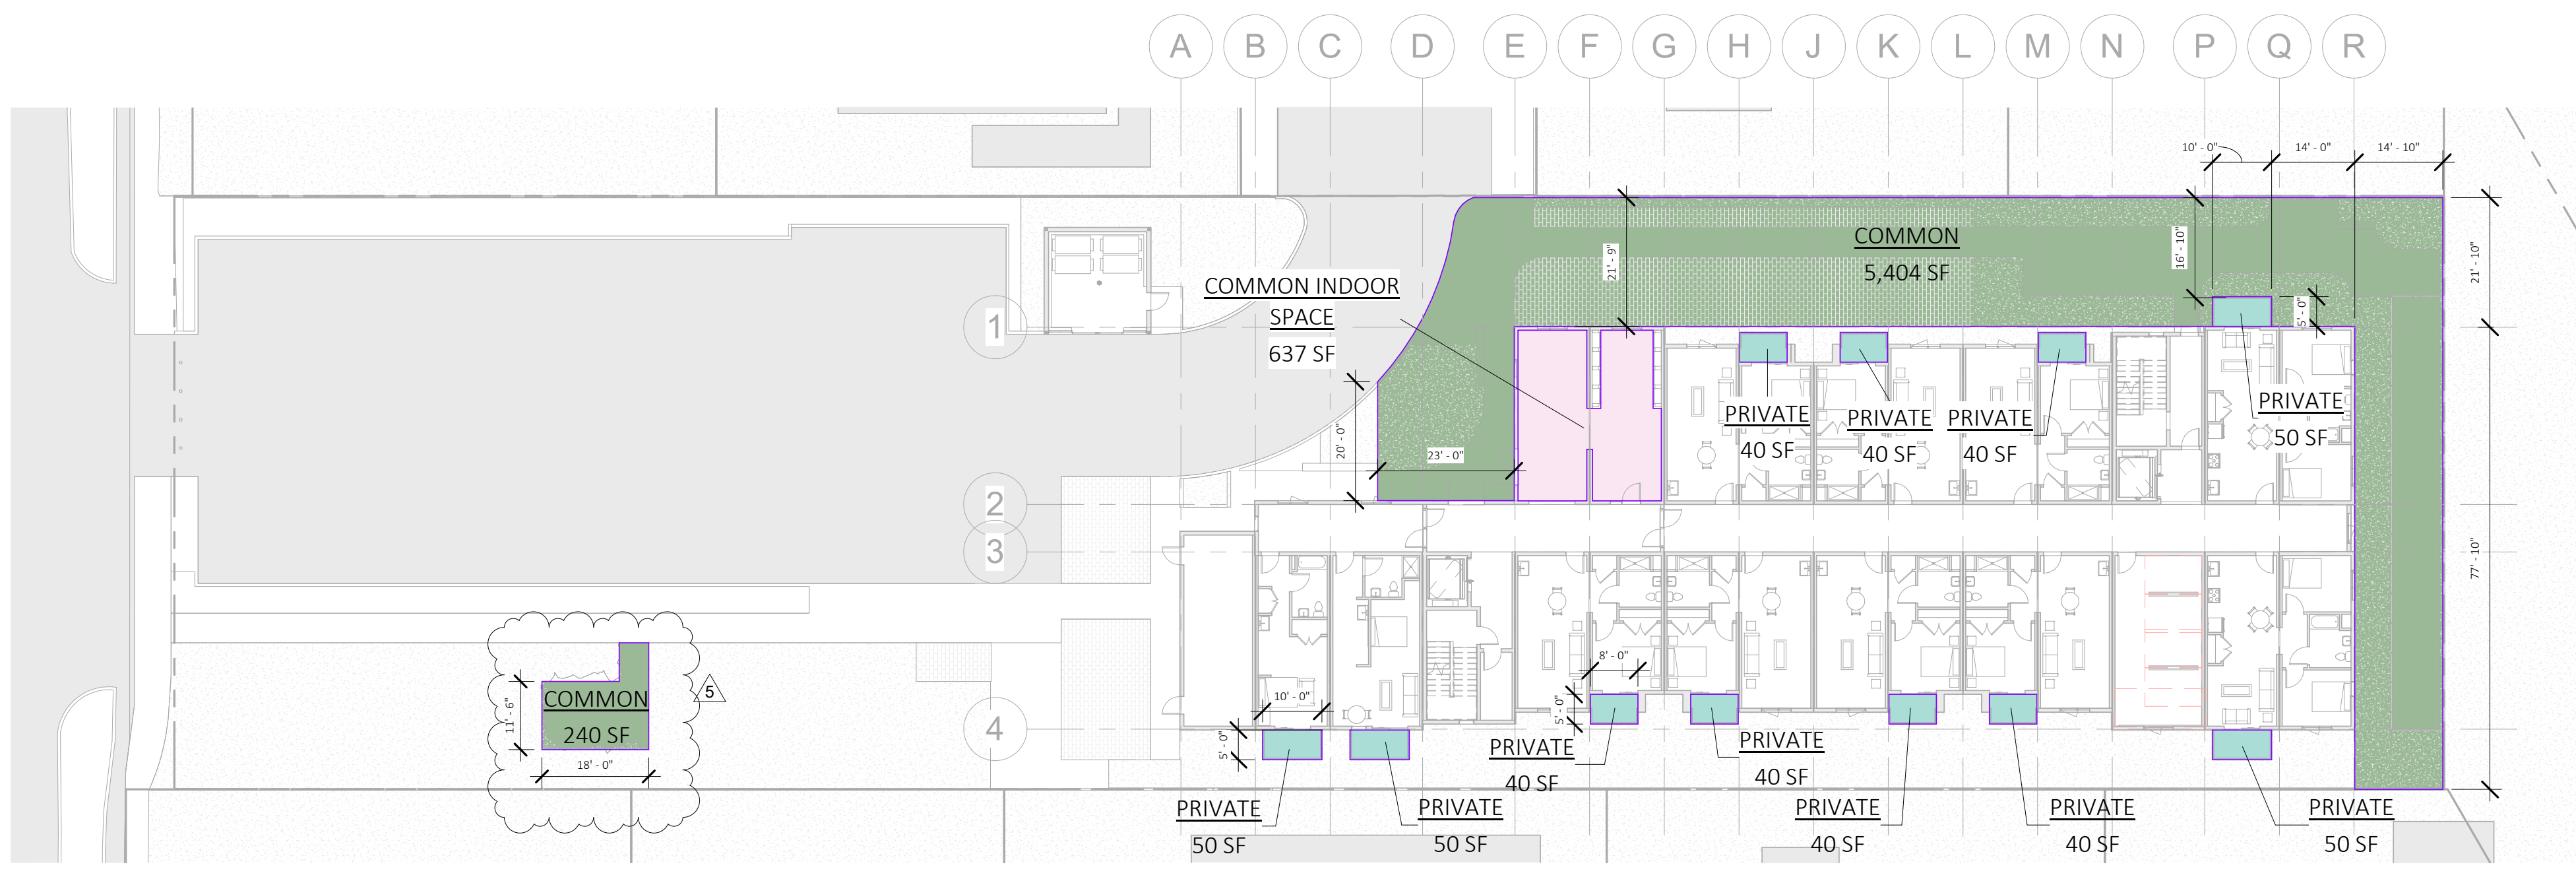 A B C D E F G H J K L M N P Q R
10' - 0" 14' - 0" 14' - 10"
COMMON
5,404 SF
21' - 9"
16' - 10"
21' - 10"
5' - 0"
COMMON INDOOR
SPACE
637 SF
1
PRIVATE
40 SF
PRIVATE
40 SF
PRIVATE
40 SF
PRIVATE
50 SF
20' - 0"
23' - 0"
2
3
77' - 10"
8' - 0"
10' - 0"
5' - 0"
5' - 0"
4
COMMON
240 SF
11' - 6"
18' - 0"
5
PRIVATE
40 SF
PRIVATE
40 SF
PRIVATE
50 SF
PRIVATE
50 SF
PRIVATE
40 SF
PRIVATE
40 SF
PRIVATE
50 SF